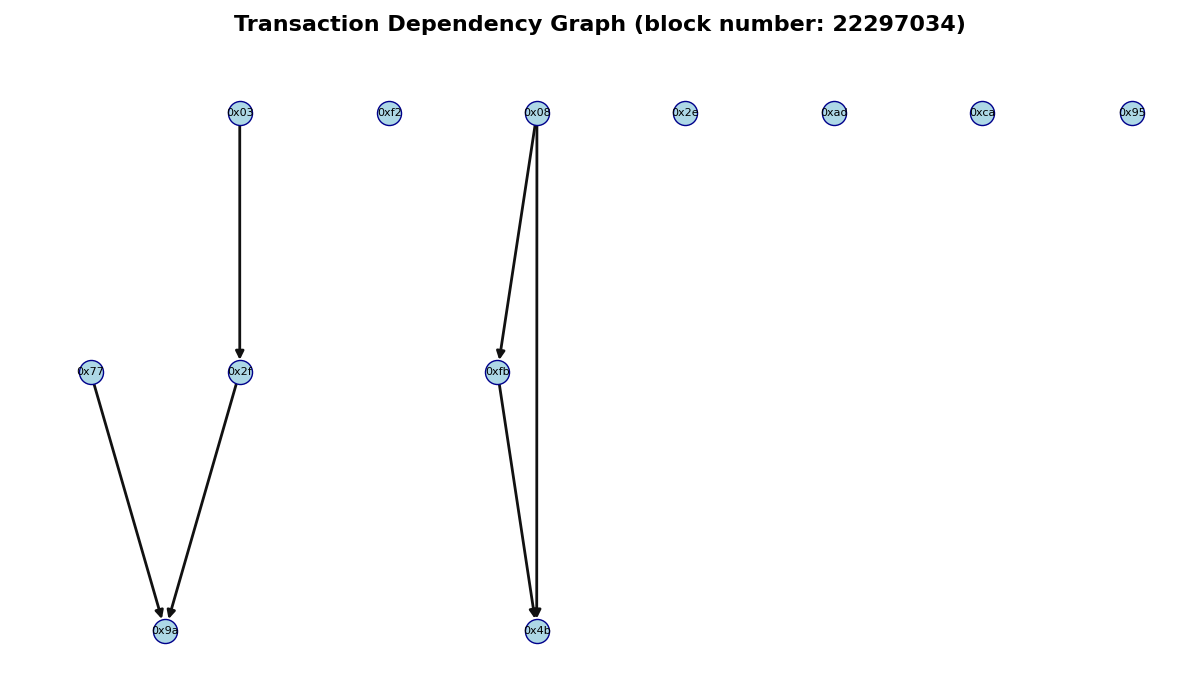 Transaction Dependency Graph (block number: 22297034)
0x03
0xf2
0x08
0x2e
0xad
0xca
0x95
0x77
0x2f
0xfb
0x9a
0x4b